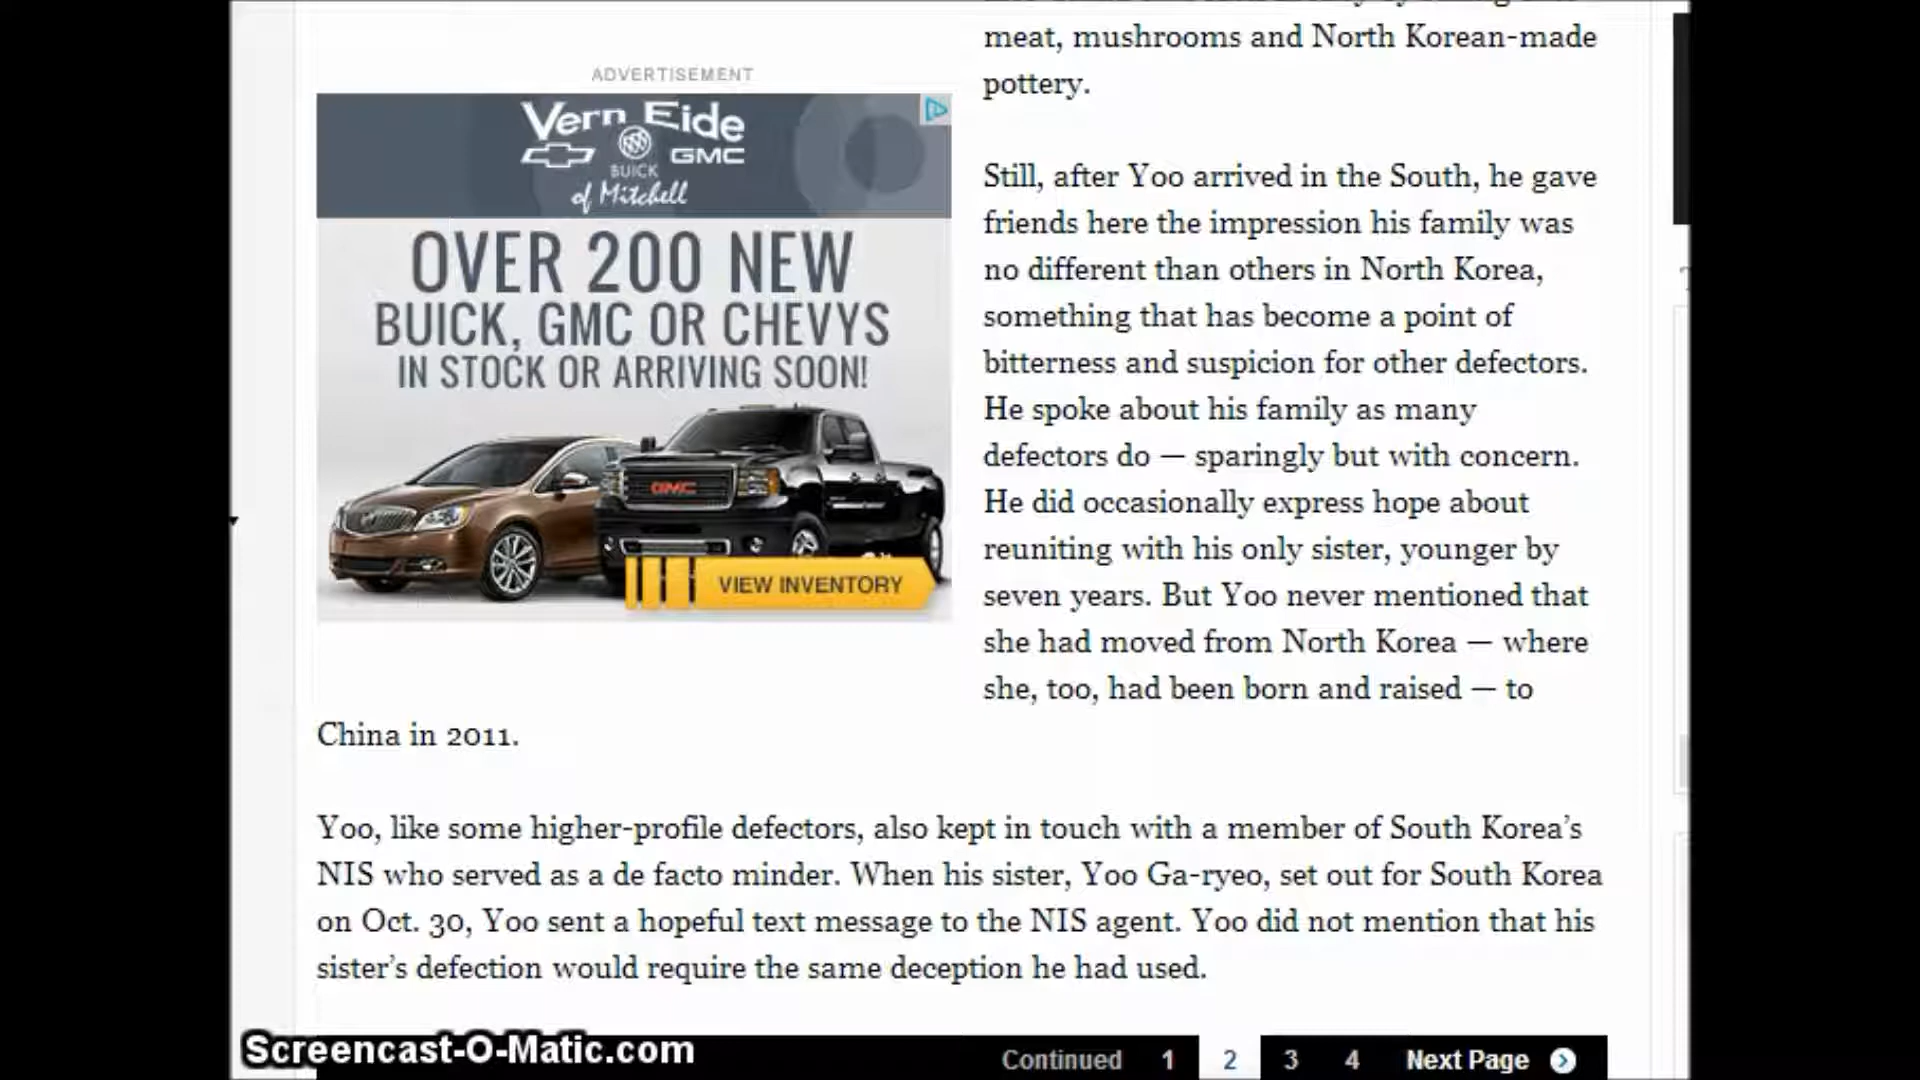 meat, mushrooms and North Korean-made
pottery.
ADVERTISEMENT
Vern Eide
GMC
BUICK
of Mitchell
OVER 200 NEW
BUICK, GMC OR CHEVYS
IN STOCK OR ARRIVING SOON!
GMC
VIEW INVENTORY
Still, after Yoo arrived in the South, he gave
friends here the impression his family was
no different than others in North Korea,
something that has become a point of
bitterness and suspicion for other defectors.
He spoke about his family as many
defectors do — sparingly but with concern.
He did occasionally express hope about
reuniting with his only sister, younger by
seven years. But Yoo never mentioned that
she had moved from North Korea — where
she, too, had been born and raised — to
China in 2011.
Yoo, like some higher-profile defectors, also kept in touch with a member of South Korea’s
NIS who served as a de facto minder. When his sister, Yoo Ga-ryeo, set out for South Korea
on Oct. 30, Yoo sent a hopeful text message to the NIS agent. Yoo did not mention that his
sister’s defection would require the same deception he had used.
Screencast-O-Matic.com
Continued 1 2 3 4 Next Page